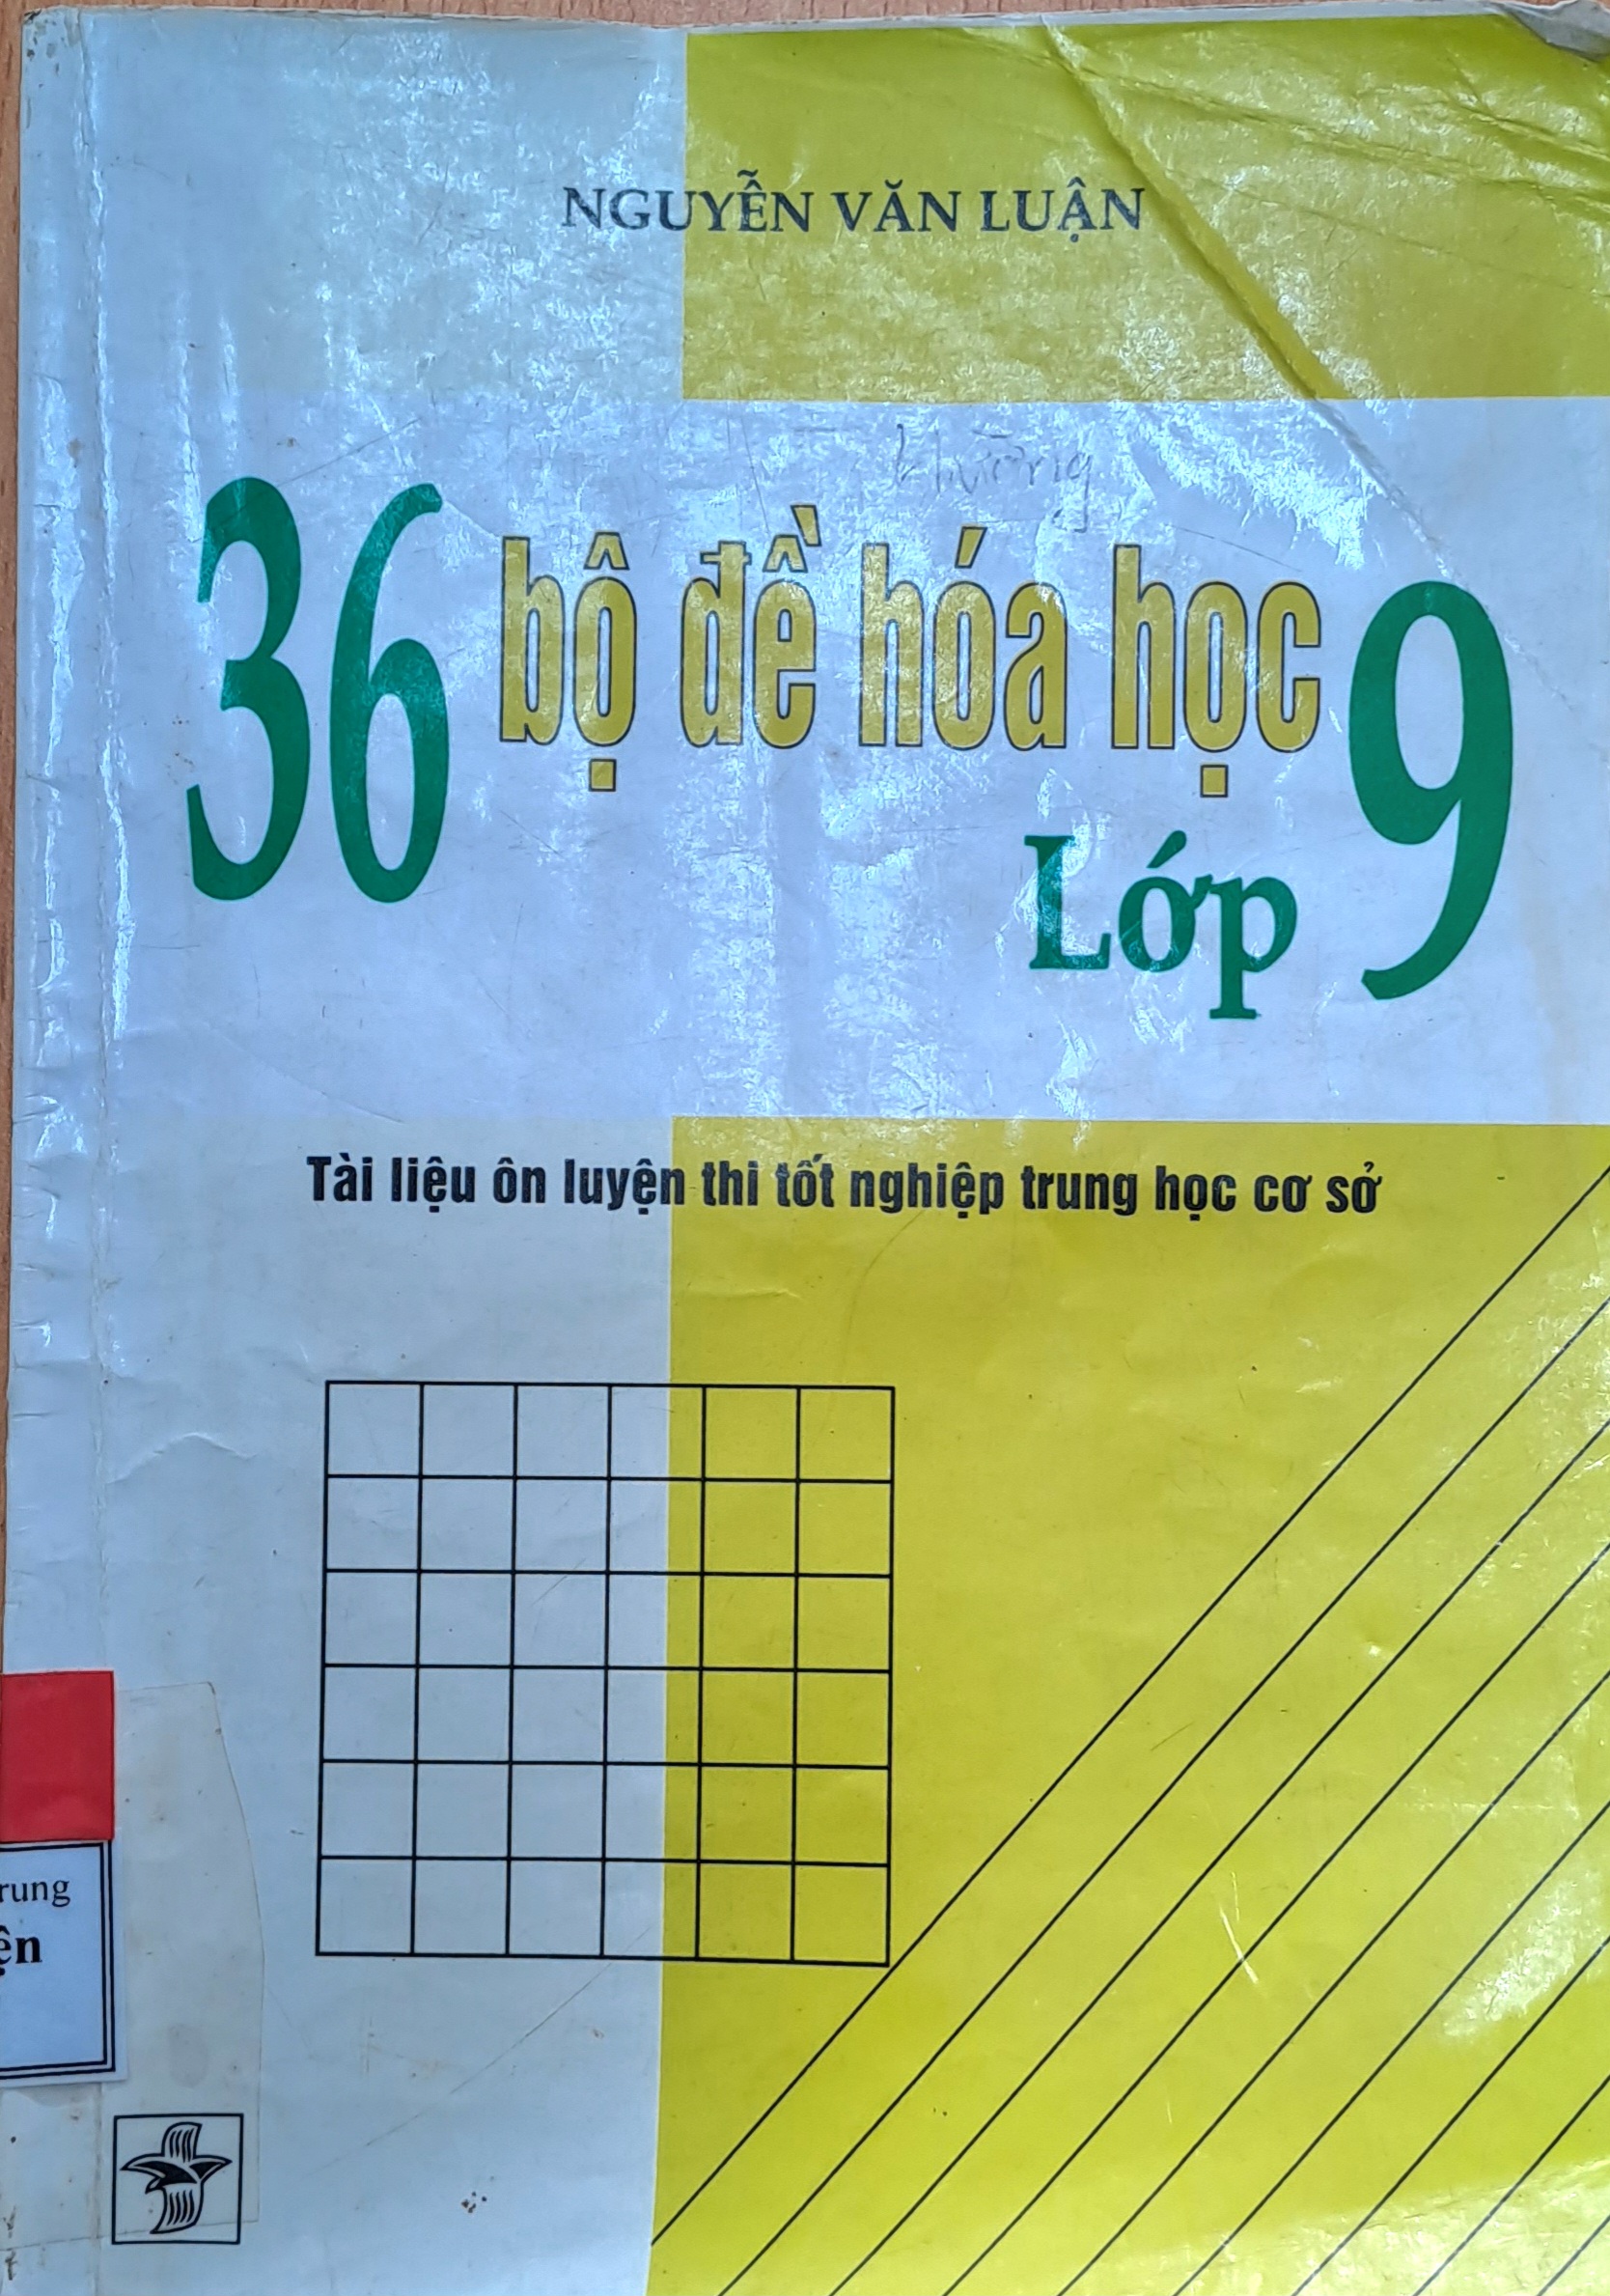 NGUYỄN VĂN LUẬN
36 bộ đề hóa học
Lớp 9
Tài liệu ôn luyện thi tốt nghiệp trung học cơ sở
rung
ện